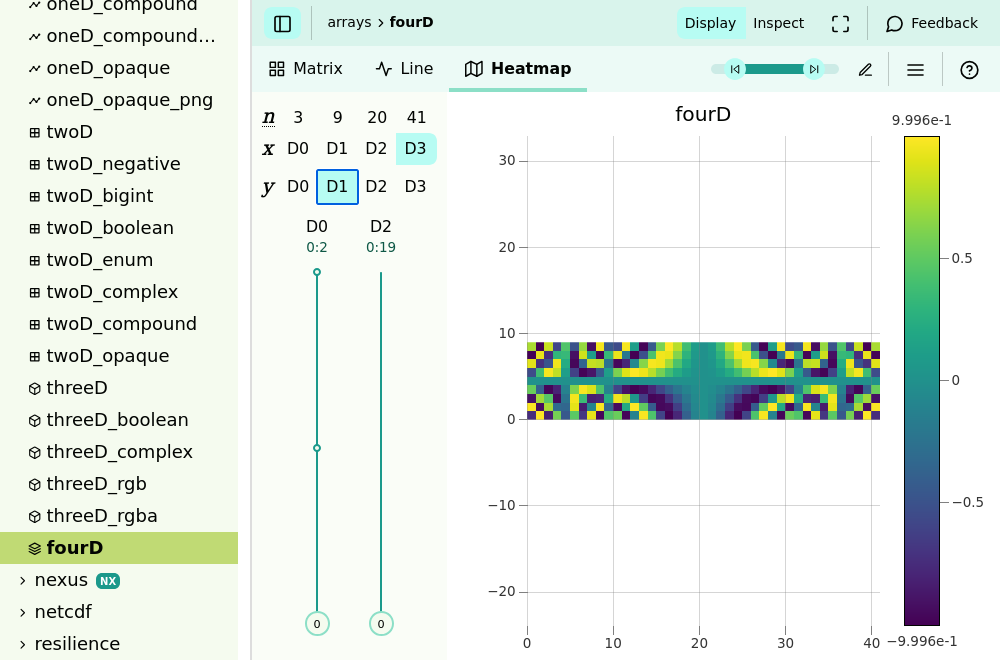 oneD_compound
oneD_compound…
oneD_opaque
oneD_opaque_png
twoD
twoD_negative
twoD_bigint
twoD_boolean
twoD_enum
twoD_complex
twoD_compound
twoD_opaque
threeD
threeD_boolean
threeD_complex
threeD_rgb
threeD_rgba
fourD
nexus NX
netcdf
resilience
arrays › fourD
Display Inspect Feedback
Matrix Line Heatmap
n 3 9 20 41
x D0 D1 D2 D3
y D0 D1 D2 D3
D0 D2
0:2 0:19
0 0
fourD
30
20
10
0
−10
−20
0 10 20 30 40
9.996e-1
0.5
0
−0.5
−9.996e-1